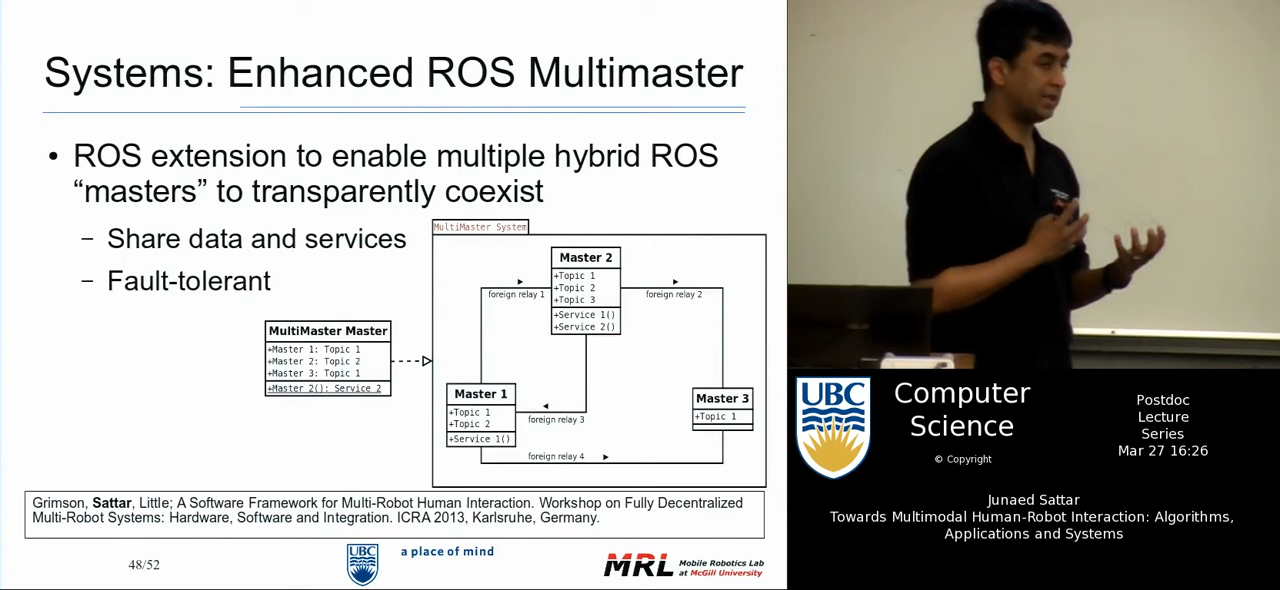 Systems: Enhanced ROS Multimaster
• ROS extension to enable multiple hybrid ROS
“masters” to transparently coexist
– Share data and services
– Fault-tolerant
MultiMaster System
Master 2
+Topic 1
+Topic 2
+Topic 3
+Service 1()
+Service 2()
foreign relay 1
foreign relay 2
MultiMaster Master
+Master 1: Topic 1
+Master 2: Topic 2
+Master 3: Topic 1
+Master 2(): Service 2
Master 1
+Topic 1
+Topic 2
+Service 1()
foreign relay 3
Master 3
+Topic 1
foreign relay 4
Grimson, Sattar, Little; A Software Framework for Multi-Robot Human Interaction. Workshop on Fully Decentralized
Multi-Robot Systems: Hardware, Software and Integration. ICRA 2013, Karlsruhe, Germany.
48/52
UBC
a place of mind
MRL Mobile Robotics Lab
at McGill University
UBC
Computer
Science
© Copyright
Postdoc
Lecture
Series
Mar 27 16:26
Junaed Sattar
Towards Multimodal Human-Robot Interaction: Algorithms,
Applications and Systems